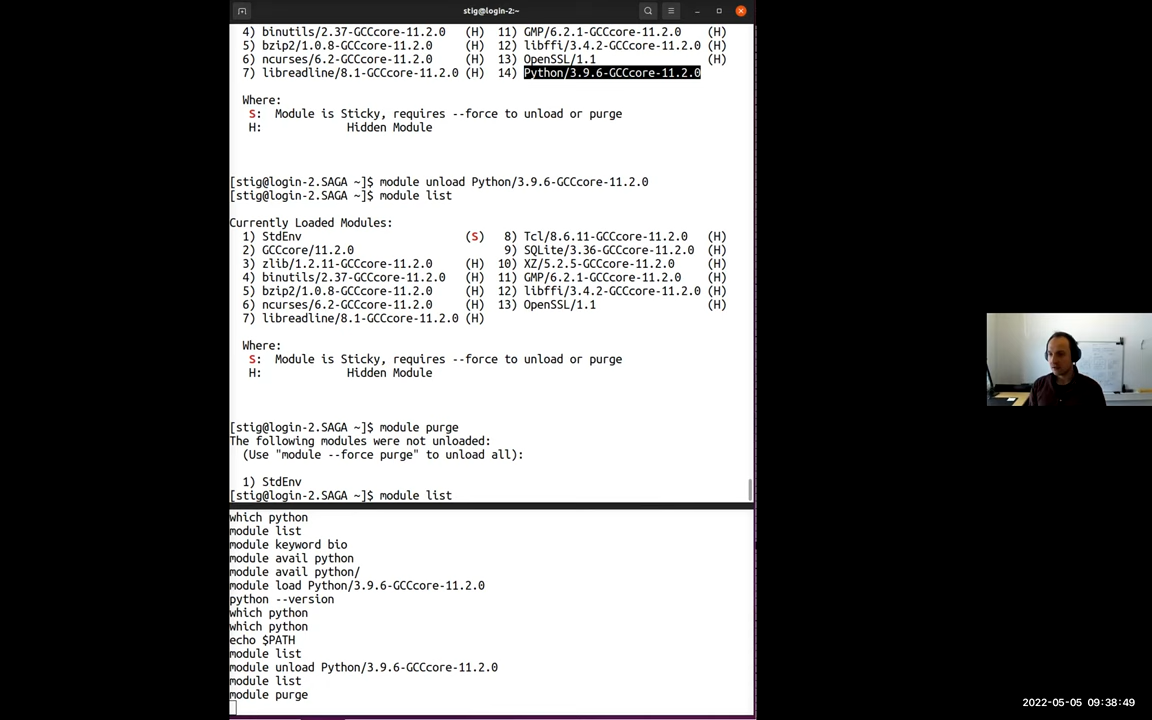 stig@login-2:~
4) binutils/2.37-GCCcore-11.2.0   (H)  11) GMP/6.2.1-GCCcore-11.2.0    (H)
5) bzip2/1.0.8-GCCcore-11.2.0     (H)  12) libffi/3.4.2-GCCcore-11.2.0 (H)
6) ncurses/6.2-GCCcore-11.2.0     (H)  13) OpenSSL/1.1                 (H)
7) libreadline/8.1-GCCcore-11.2.0 (H)  14) Python/3.9.6-GCCcore-11.2.0
Where:
S:  Module is Sticky, requires --force to unload or purge
H:             Hidden Module
[stig@login-2.SAGA ~]$ module unload Python/3.9.6-GCCcore-11.2.0
[stig@login-2.SAGA ~]$ module list
Currently Loaded Modules:
1) StdEnv                         (S)   8) Tcl/8.6.11-GCCcore-11.2.0   (H)
2) GCCcore/11.2.0                       9) SQLite/3.36-GCCcore-11.2.0  (H)
3) zlib/1.2.11-GCCcore-11.2.0     (H)  10) XZ/5.2.5-GCCcore-11.2.0     (H)
4) binutils/2.37-GCCcore-11.2.0   (H)  11) GMP/6.2.1-GCCcore-11.2.0    (H)
5) bzip2/1.0.8-GCCcore-11.2.0     (H)  12) libffi/3.4.2-GCCcore-11.2.0 (H)
6) ncurses/6.2-GCCcore-11.2.0     (H)  13) OpenSSL/1.1                 (H)
7) libreadline/8.1-GCCcore-11.2.0 (H)
Where:
S:  Module is Sticky, requires --force to unload or purge
H:             Hidden Module
[stig@login-2.SAGA ~]$ module purge
The following modules were not unloaded:
(Use "module --force purge" to unload all):
1) StdEnv
[stig@login-2.SAGA ~]$ module list
which python
module list
module keyword bio
module avail python
module avail python/
module load Python/3.9.6-GCCcore-11.2.0
python --version
which python
which python
echo $PATH
module list
module unload Python/3.9.6-GCCcore-11.2.0
module list
module purge
2022-05-05 09:38:49